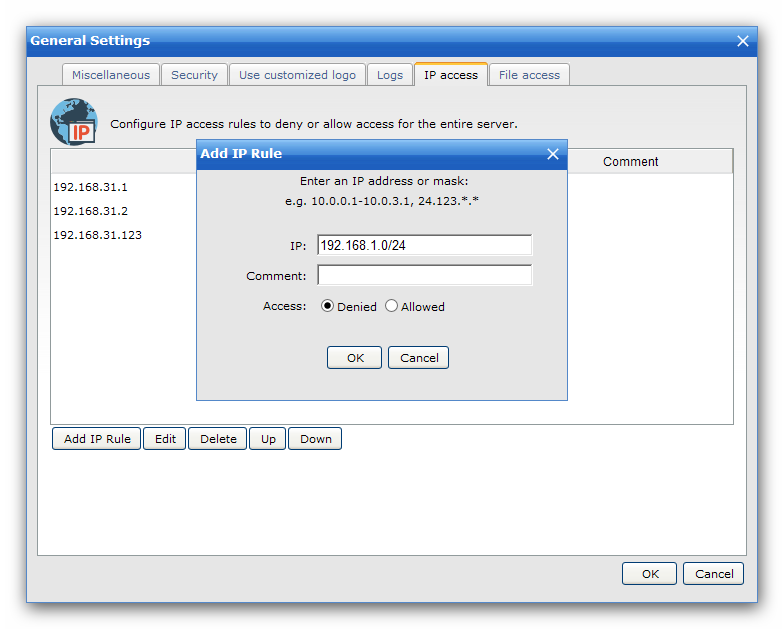 General Settings
Miscellaneous Security Use customized logo Logs IP access File access
IP
Configure IP access rules to deny or allow access for the entire server.
Comment
192.168.31.1
192.168.31.2
192.168.31.123
Add IP Rule
Enter an IP address or mask:
e.g. 10.0.0.1-10.0.3.1, 24.123.*.*
IP: 192.168.1.0/24
Comment:
Access: Denied Allowed
OK Cancel
Add IP Rule Edit Delete Up Down
OK Cancel